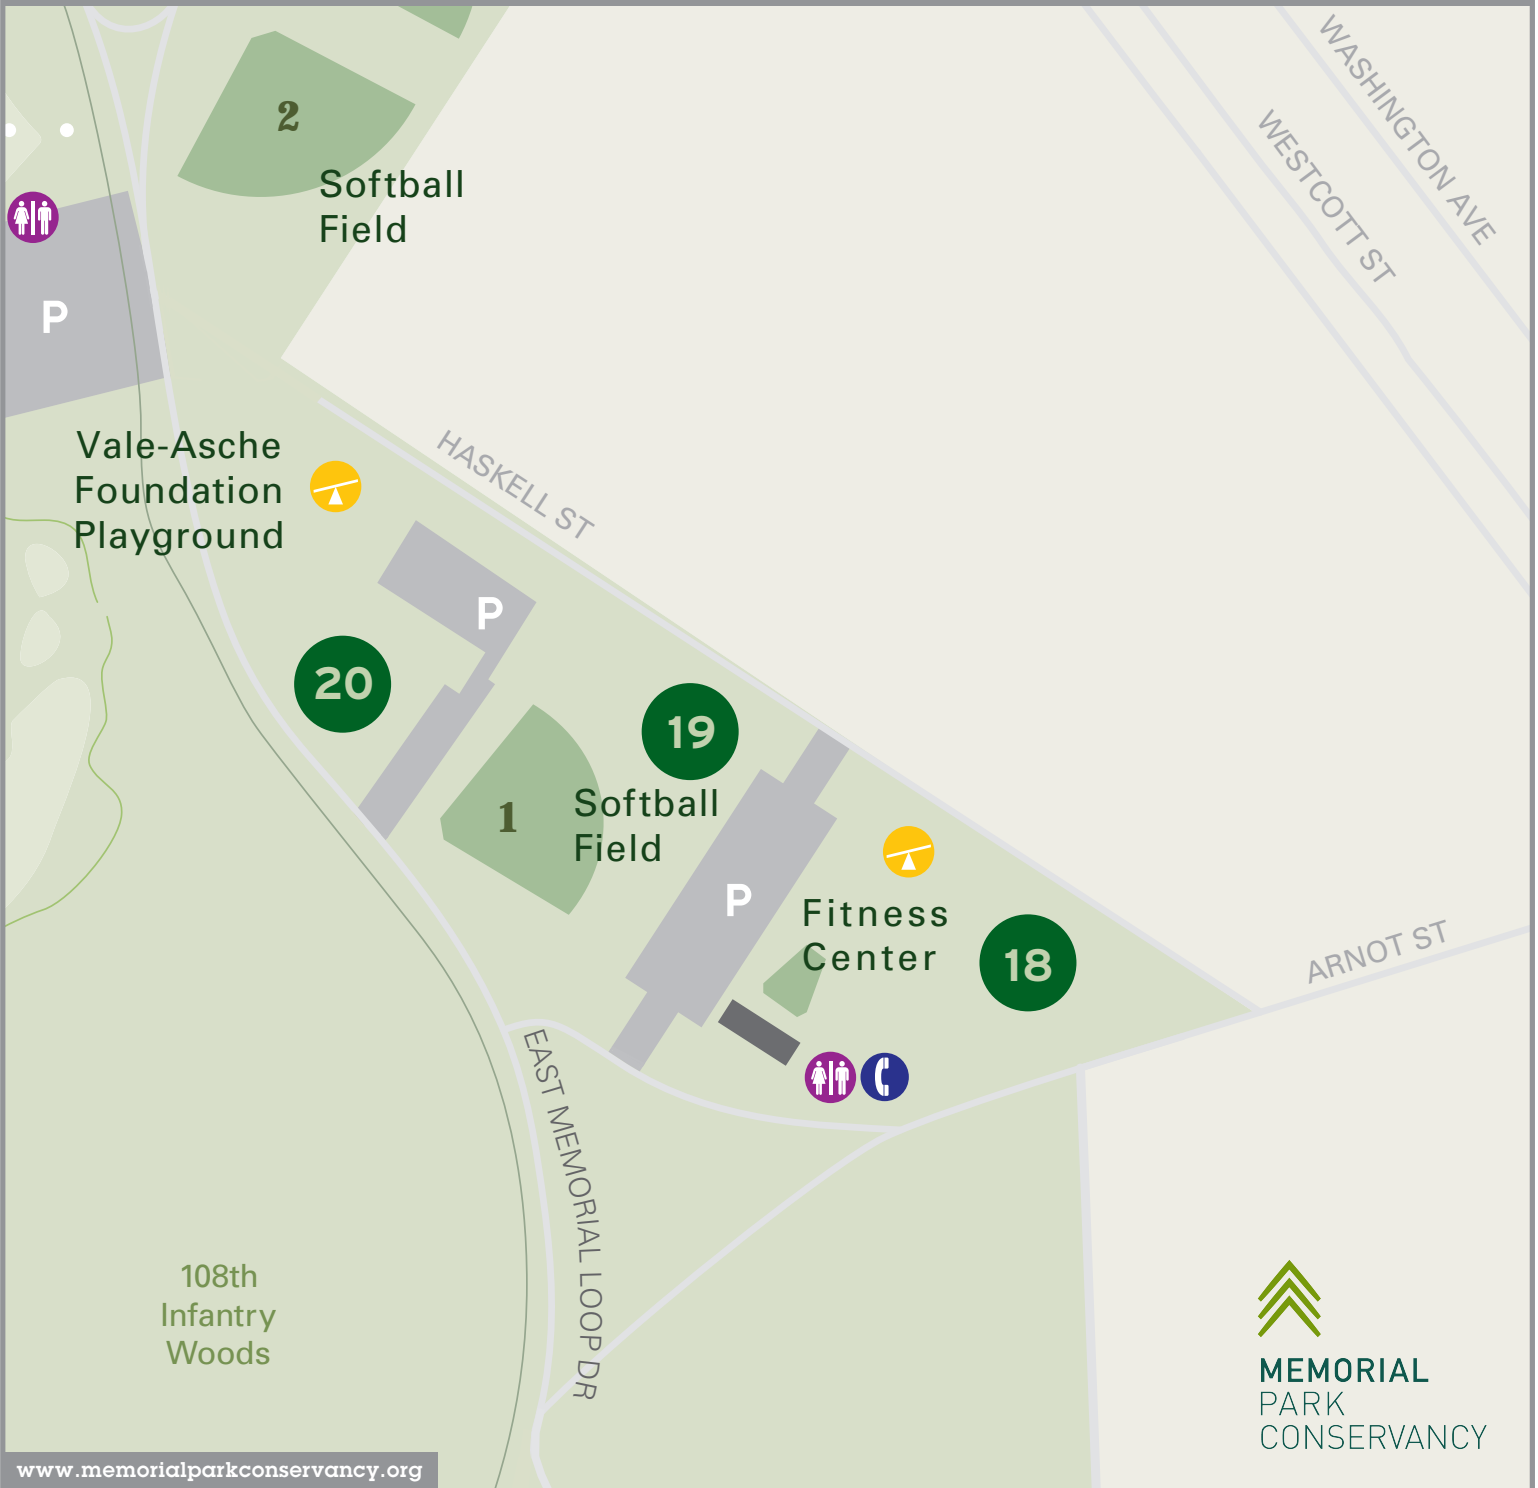 WASHINGTON AVE
WESTCOTT ST
2
Softball
Field
P
Vale-Asche
Foundation
Playground
HASKELL ST
P
20
19
1
Softball
Field
P
Fitness
Center
18
ARNOT ST
EAST MEMORIAL LOOP DR
108th
Infantry
Woods
MEMORIAL
PARK
CONSERVANCY
www.memorialparkconservancy.org